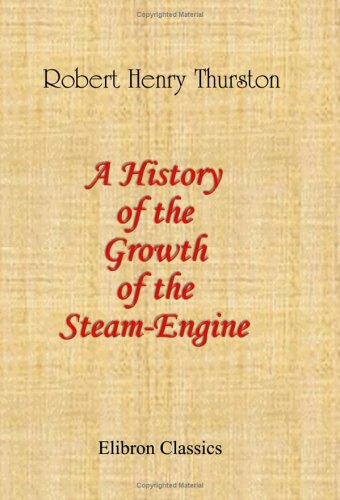 Robert Henry Thurston
A History
of the
Growth
of the
Steam-Engine
Elibron Classics